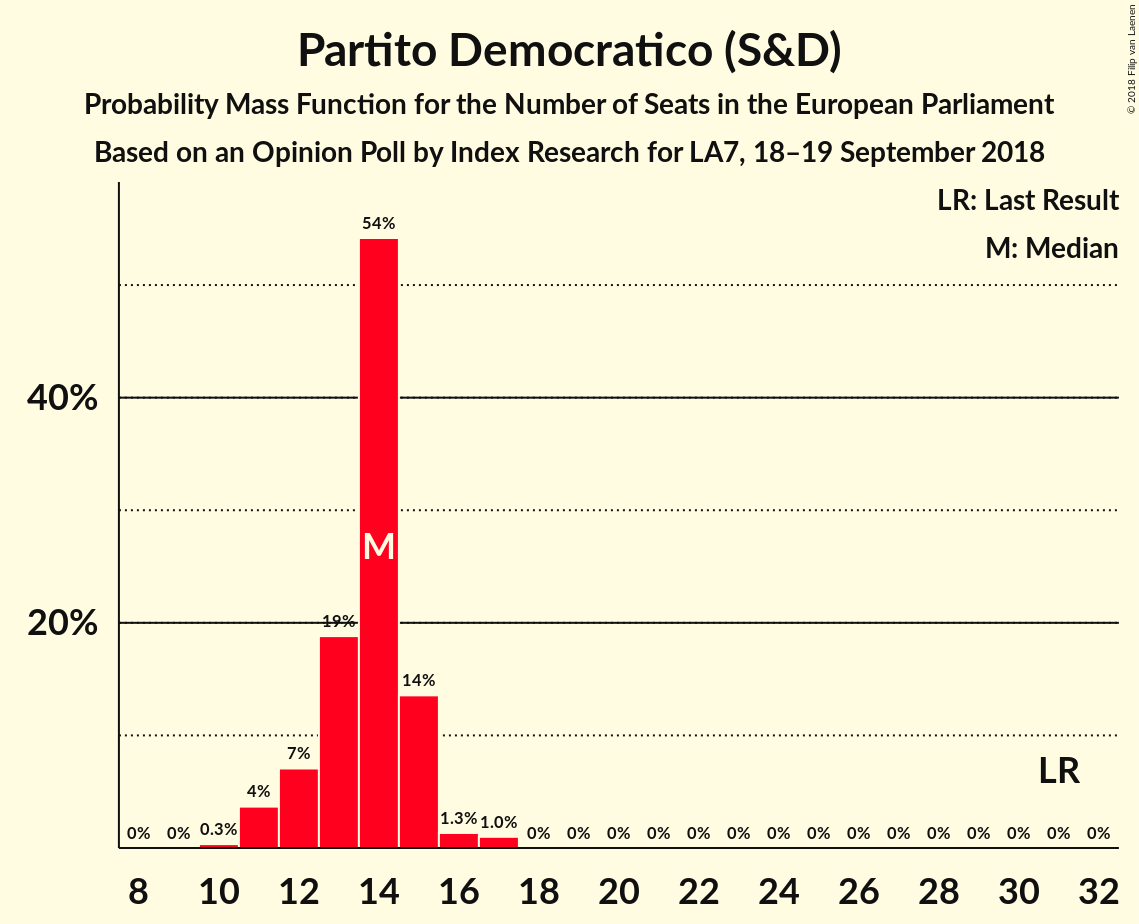 Partito Democratico (S&D)
Probability Mass Function for the Number of Seats in the European Parliament
Based on an Opinion Poll by Index Research for LA7, 18–19 September 2018
© 2018 Filip van Laenen
LR: Last Result
M: Median
54%
40%
M
20%
19%
14%
7%
4%
LR
0% 0% 0.3% 1.3% 1.0% 0% 0% 0% 0% 0% 0% 0% 0% 0% 0% 0% 0% 0% 0% 0%
8 10 12 14 16 18 20 22 24 26 28 30 32